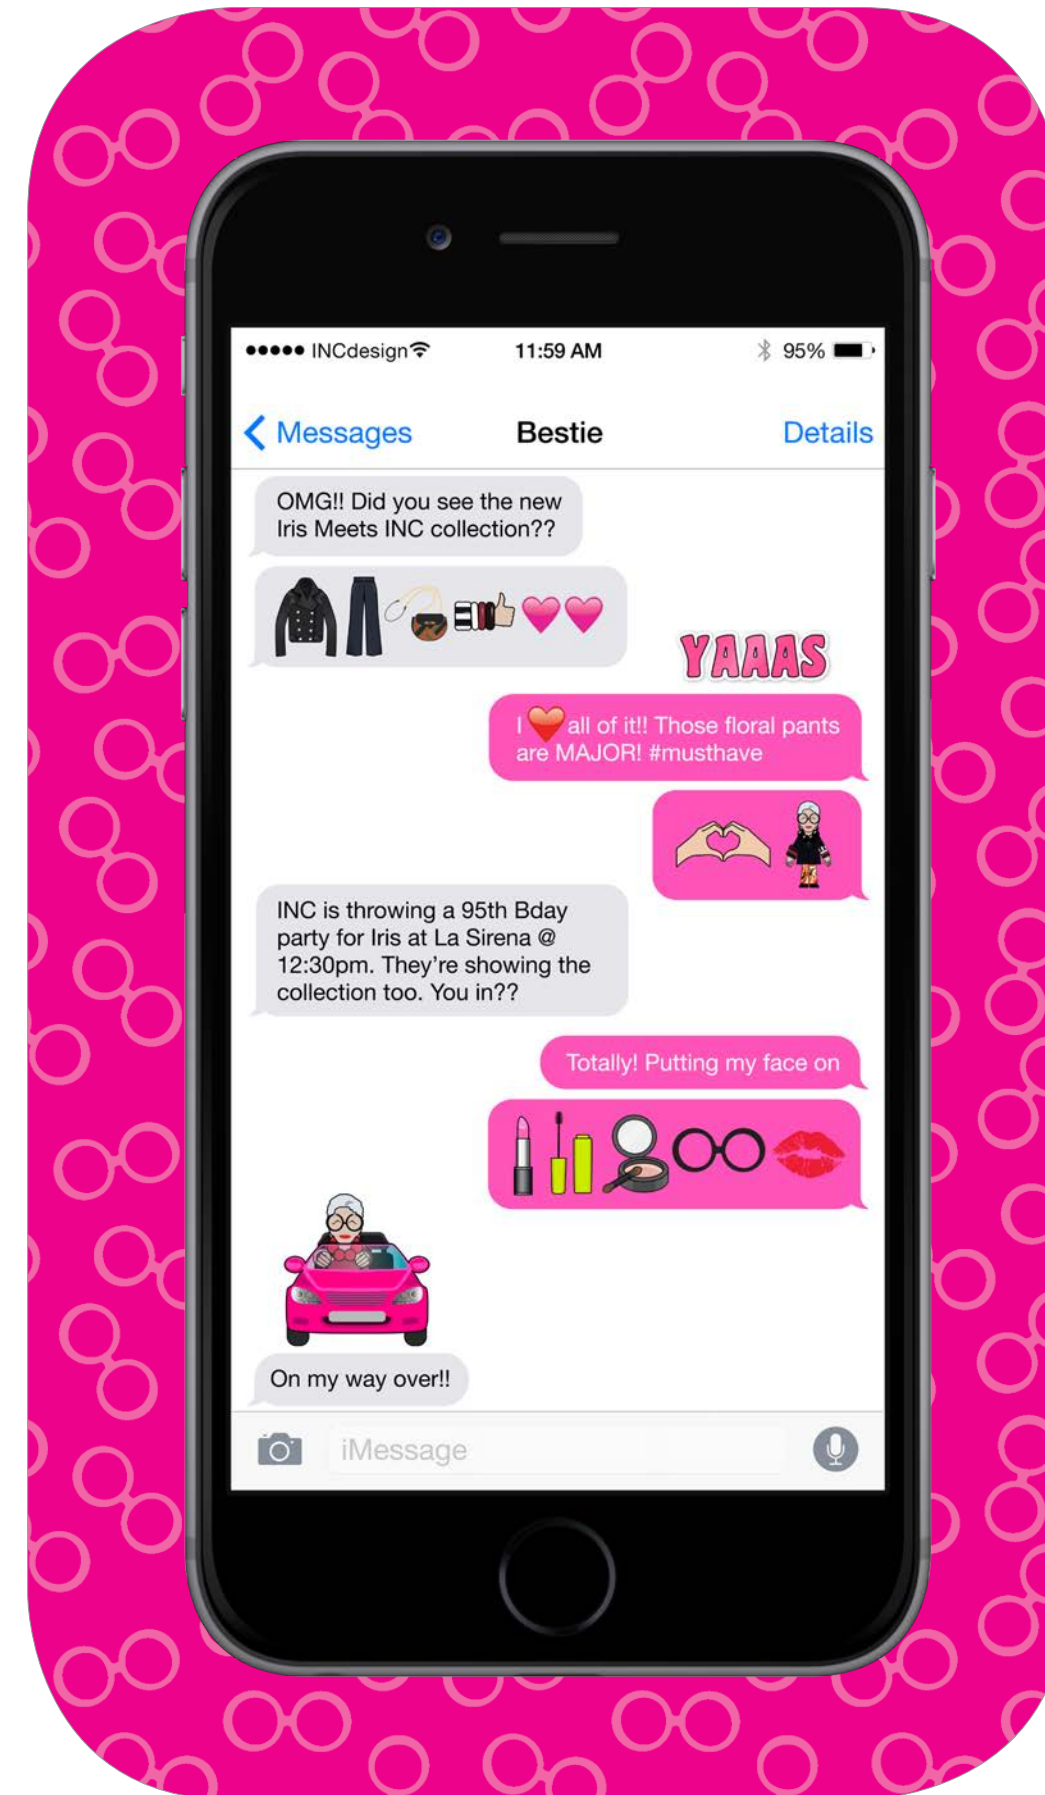 INCdesign 11:59 AM 95%
Messages Bestie Details
OMG!! Did you see the new
Iris Meets INC collection??
YAAAS
I ❤️ all of it!! Those floral pants
are MAJOR! #musthave
INC is throwing a 95th Bday
party for Iris at La Sirena @
12:30pm. They're showing the
collection too. You in??
Totally! Putting my face on
On my way over!!
iMessage